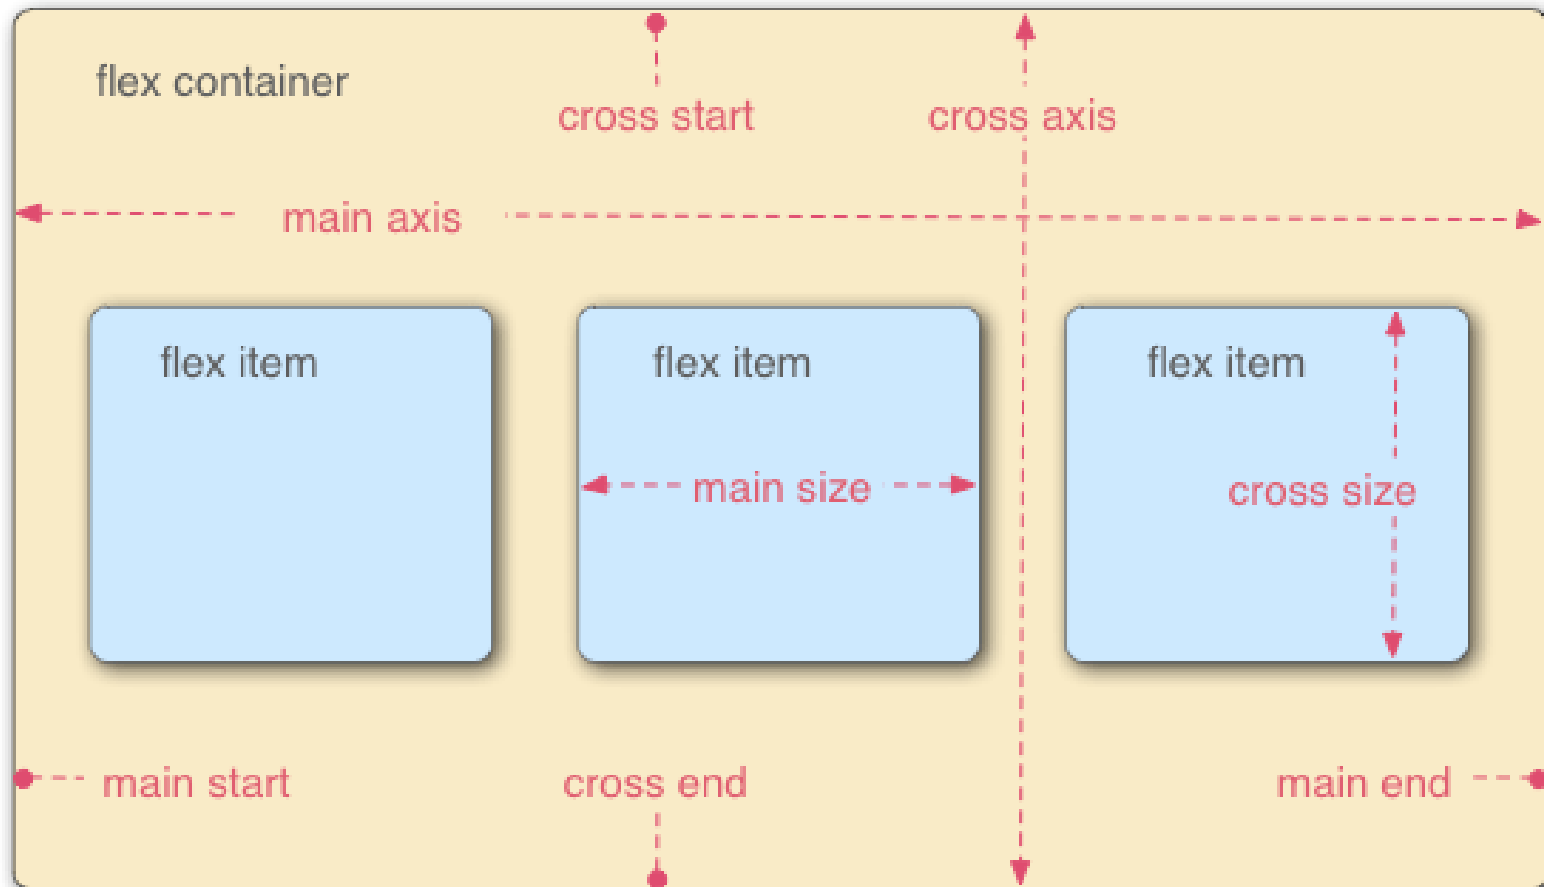 flex container
cross start
cross axis
main axis
flex item
flex item
flex item
main size
cross size
main start
cross end
main end